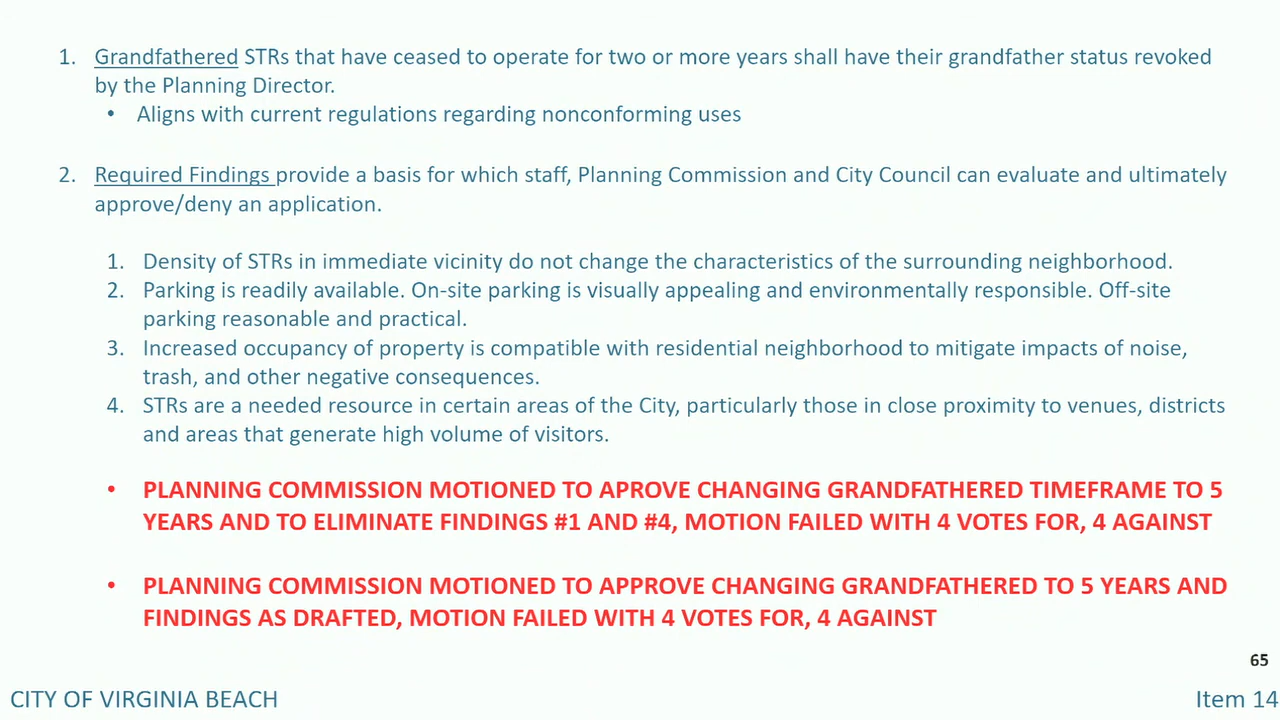 1. Grandfathered STRs that have ceased to operate for two or more years shall have their grandfather status revoked
by the Planning Director.
• Aligns with current regulations regarding nonconforming uses
2. Required Findings provide a basis for which staff, Planning Commission and City Council can evaluate and ultimately
approve/deny an application.
1. Density of STRs in immediate vicinity do not change the characteristics of the surrounding neighborhood.
2. Parking is readily available. On-site parking is visually appealing and environmentally responsible. Off-site
parking reasonable and practical.
3. Increased occupancy of property is compatible with residential neighborhood to mitigate impacts of noise,
trash, and other negative consequences.
4. STRs are a needed resource in certain areas of the City, particularly those in close proximity to venues, districts
and areas that generate high volume of visitors.
• PLANNING COMMISSION MOTIONED TO APROVE CHANGING GRANDFATHERED TIMEFRAME TO 5
YEARS AND TO ELIMINATE FINDINGS #1 AND #4, MOTION FAILED WITH 4 VOTES FOR, 4 AGAINST
• PLANNING COMMISSION MOTIONED TO APPROVE CHANGING GRANDFATHERED TO 5 YEARS AND
FINDINGS AS DRAFTED, MOTION FAILED WITH 4 VOTES FOR, 4 AGAINST
65
CITY OF VIRGINIA BEACH
Item 14